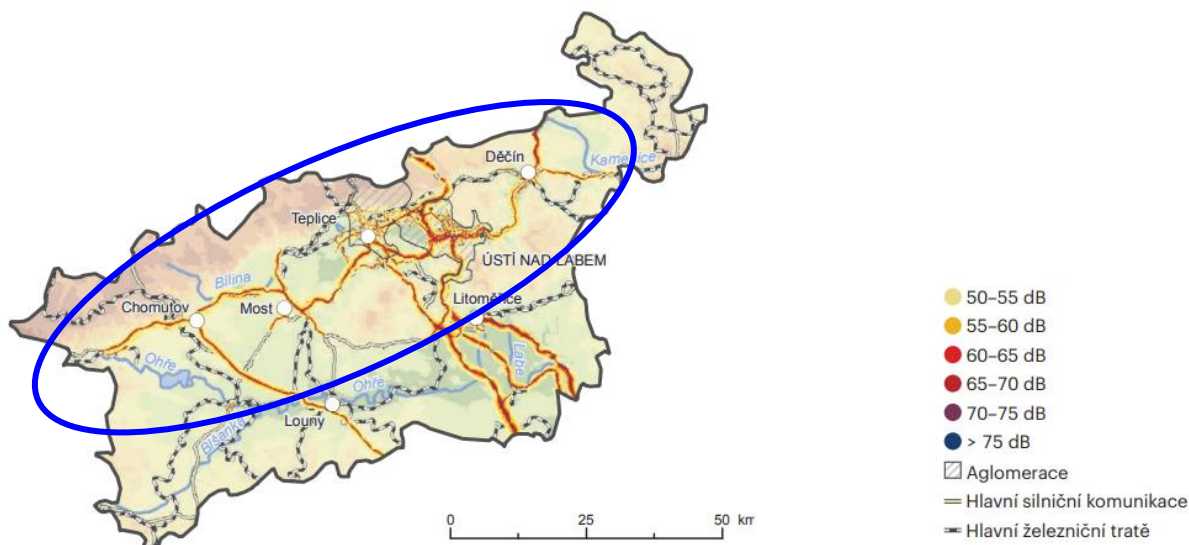 Děčín
Kamenice
Teplice
ÚSTÍ NAD LABEM
Bílina
Litoměřice
Chomutov
Most
Labe
Ohře
Ohře
Louny
Blšanka
0 25 50 km
50–55 dB
55–60 dB
60–65 dB
65–70 dB
70–75 dB
> 75 dB
Aglomerace
Hlavní silniční komunikace
Hlavní železniční tratě